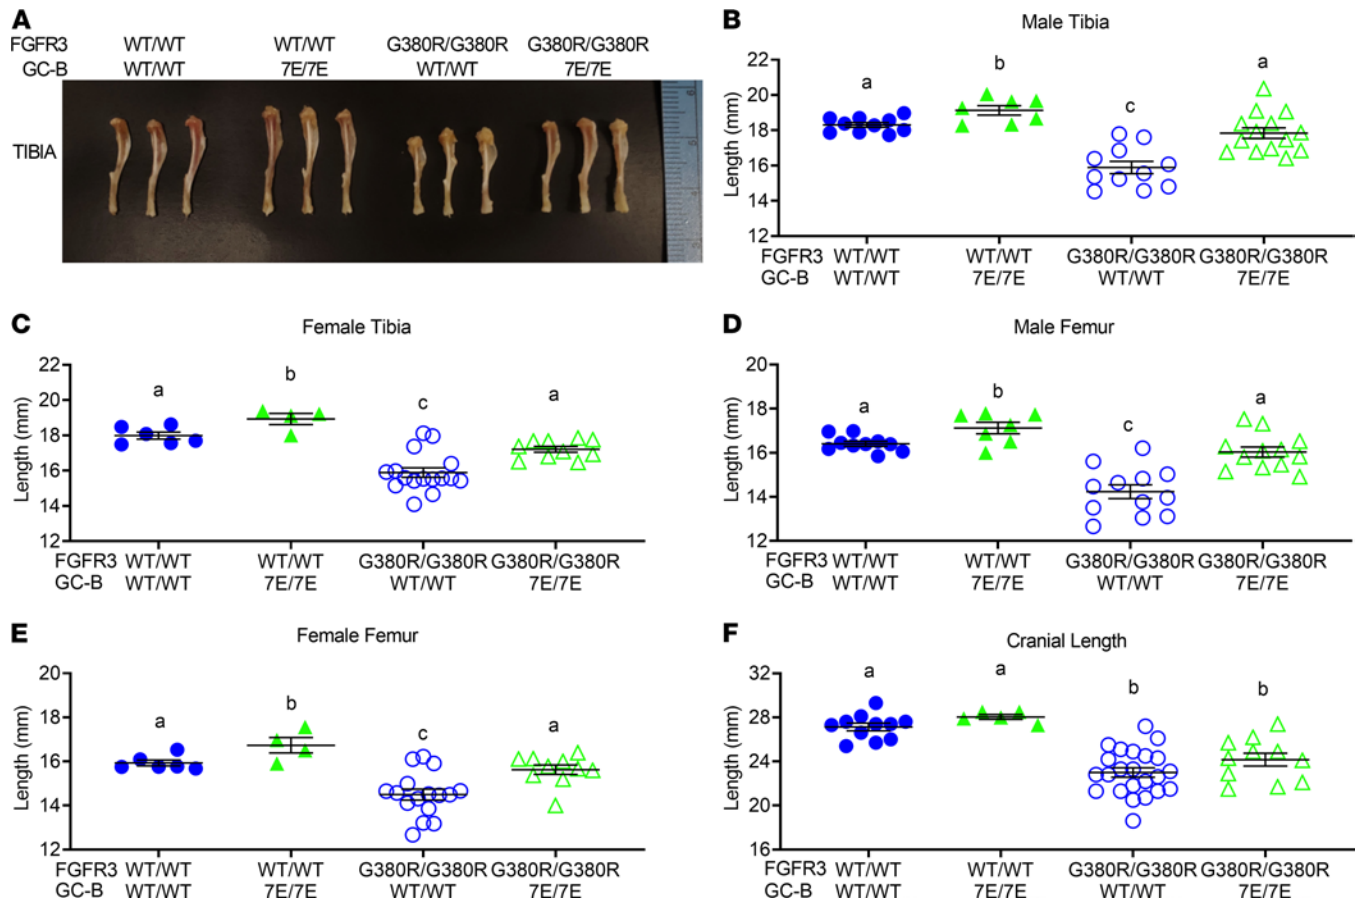 A
FGFR3 WT/WT WT/WT G380R/G380R G380R/G380R
GC-B WT/WT 7E/7E WT/WT 7E/7E
TIBIA
B
Male Tibia
Length (mm)
22
20
18
16
14
12
a b c a
FGFR3 WT/WT WT/WT G380R/G380R G380R/G380R
GC-B WT/WT 7E/7E WT/WT 7E/7E
C
Female Tibia
Length (mm)
22
20
18
16
14
12
a b c a
FGFR3 WT/WT WT/WT G380R/G380R G380R/G380R
GC-B WT/WT 7E/7E WT/WT 7E/7E
D
Male Femur
Length (mm)
20
18
16
14
12
a b c a
FGFR3 WT/WT WT/WT G380R/G380R G380R/G380R
GC-B WT/WT 7E/7E WT/WT 7E/7E
E
Female Femur
Length (mm)
20
18
16
14
12
a b c a
FGFR3 WT/WT WT/WT G380R/G380R G380R/G380R
GC-B WT/WT 7E/7E WT/WT 7E/7E
F
Cranial Length
Length (mm)
32
28
24
20
16
a a b b
FGFR3 WT/WT WT/WT G380R/G380R G380R/G380R
GC-B WT/WT 7E/7E WT/WT 7E/7E